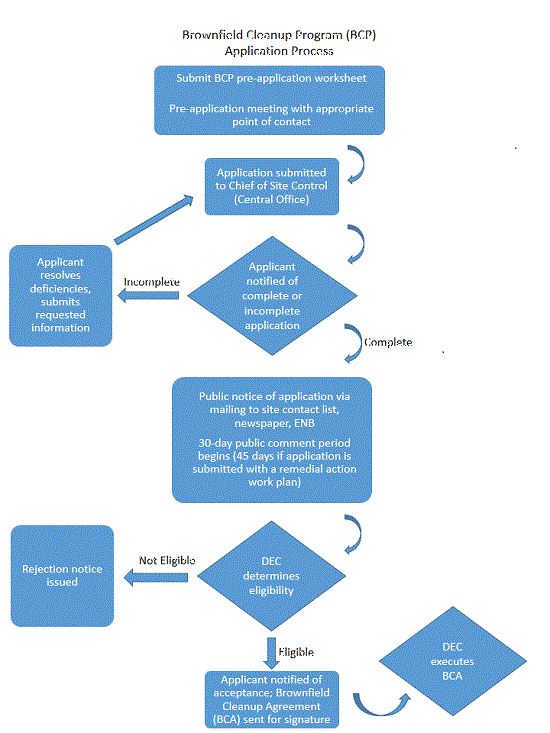 Brownfield Cleanup Program (BCP)
Application Process
Submit BCP pre-application worksheet
Pre-application meeting with appropriate
point of contact
Application submitted
to Chief of Site Control
(Central Office)
Applicant
notified of
complete or
incomplete
application
Incomplete
Applicant
resolves
deficiencies,
submits
requested
information
Complete
Public notice of application via
mailing to site contact list,
newspaper, ENB
30-day public comment period
begins (45 days if application is
submitted with a remedial action
work plan)
DEC
determines
eligibility
Not Eligible
Rejection notice
issued
Eligible
Applicant notified of
acceptance; Brownfield
Cleanup Agreement
(BCA) sent for signature
DEC
executes
BCA